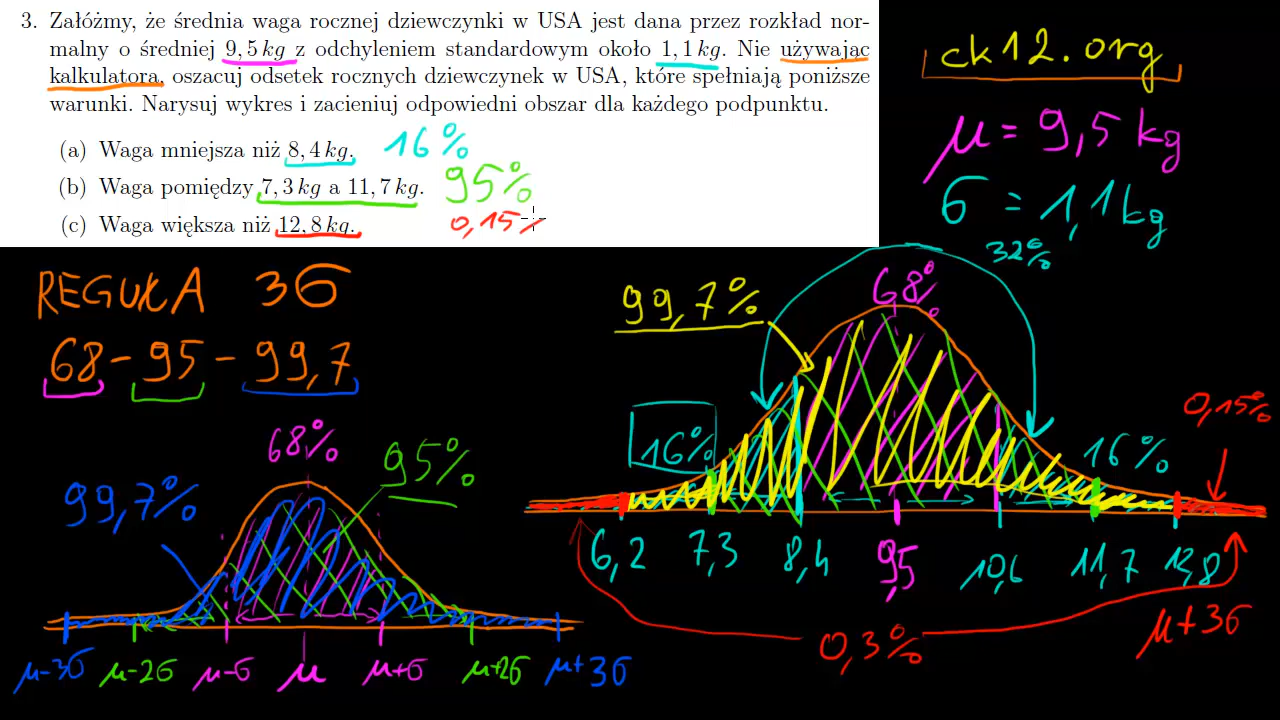 3. Załóżmy, że średnia waga rocznej dziewczynki w USA jest dana przez rozkład nor-
malny o średniej 9,5 kg z odchyleniem standardowym około 1,1 kg. Nie używając
kalkulatora, oszacuj odsetek rocznych dziewczynek w USA, które spełniają poniższe
warunki. Narysuj wykres i zacieniuj odpowiedni obszar dla każdego podpunktu.
(a) Waga mniejsza niż 8,4 kg. 16%
(b) Waga pomiędzy 7,3 kg a 11,7 kg. 95%
(c) Waga większa niż 12,8 kg. 0,15%
ck12.org
μ = 9,5 kg
σ = 1,1 kg
REGUŁA 3σ
68 - 95 - 99,7
68%
95%
99,7%
μ-3σ μ-2σ μ-σ μ μ+σ μ+2σ μ+3σ
32%
68%
99,7%
0,15%
16% 16%
6,2 7,3 8,4 9,5 10,6 11,7 12,8
μ+3σ
0,3%